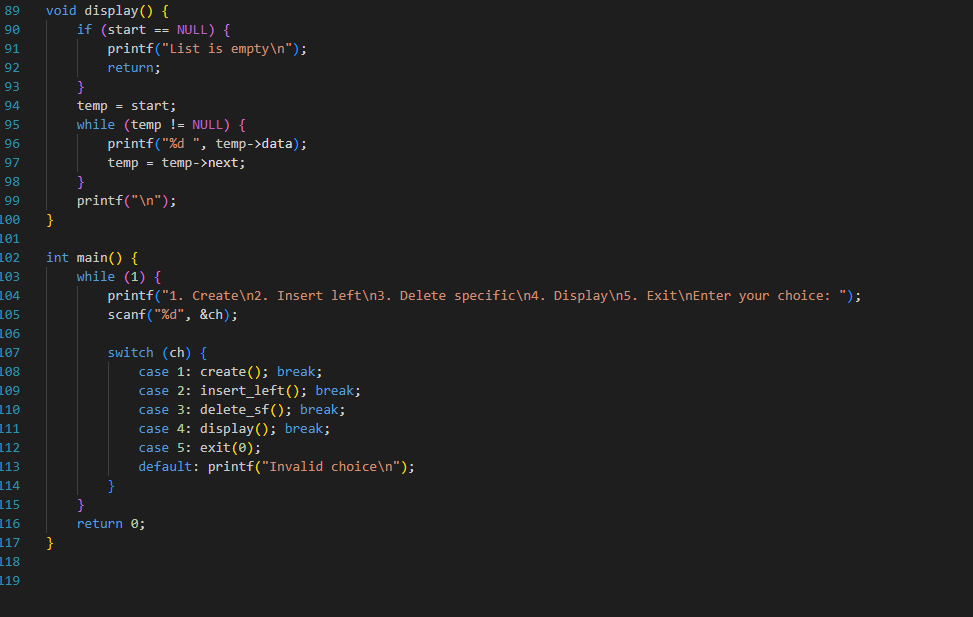 89 void display() {
90     if (start == NULL) {
91         printf("List is empty\n");
92         return;
93     }
94     temp = start;
95     while (temp != NULL) {
96         printf("%d ", temp->data);
97         temp = temp->next;
98     }
99     printf("\n");
100 }
101
102 int main() {
103     while (1) {
104         printf("1. Create\n2. Insert left\n3. Delete specific\n4. Display\n5. Exit\nEnter your choice: ");
105         scanf("%d", &ch);
106
107         switch (ch) {
108             case 1: create(); break;
109             case 2: insert_left(); break;
110             case 3: delete_sf(); break;
111             case 4: display(); break;
112             case 5: exit(0);
113             default: printf("Invalid choice\n");
114         }
115     }
116     return 0;
117 }
118
119